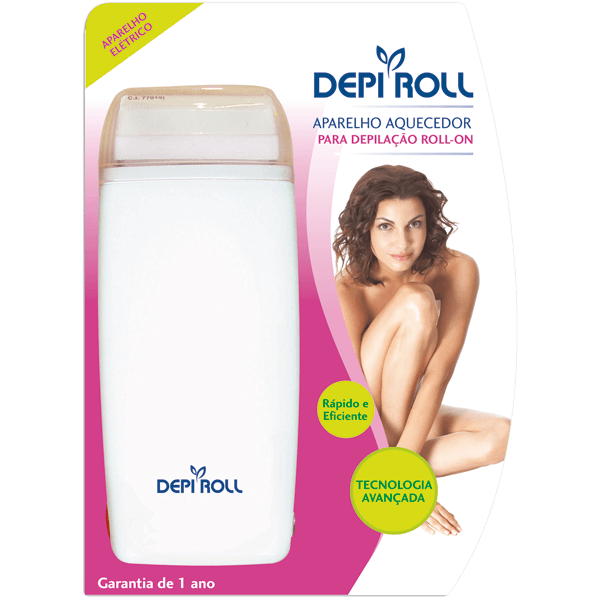 APARELHO
ELETRICO
DEPI ROLL
APARELHO AQUECEDOR
PARA DEPILAÇÃO ROLL-ON
Rápido e
Eficiente
TECNOLOGIA
AVANÇADA
DEPI ROLL
Garantia de 1 ano